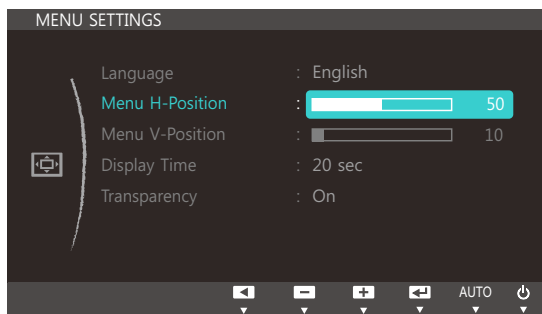 MENU SETTINGS
Language : English
Menu H-Position : 50
Menu V-Position : 10
Display Time : 20 sec
Transparency : On
AUTO